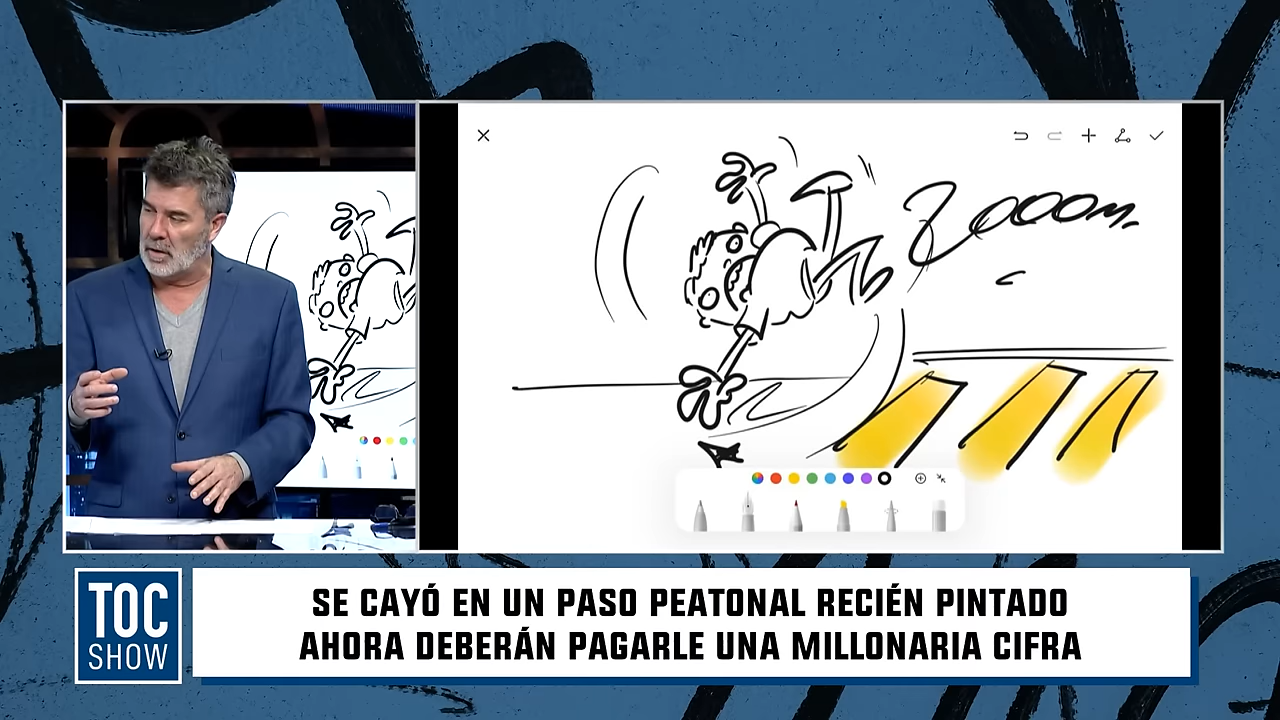 Zooom.
TOC
SHOW
SE CAYÓ EN UN PASO PEATONAL RECIÉN PINTADO
AHORA DEBERÁN PAGARLE UNA MILLONARIA CIFRA